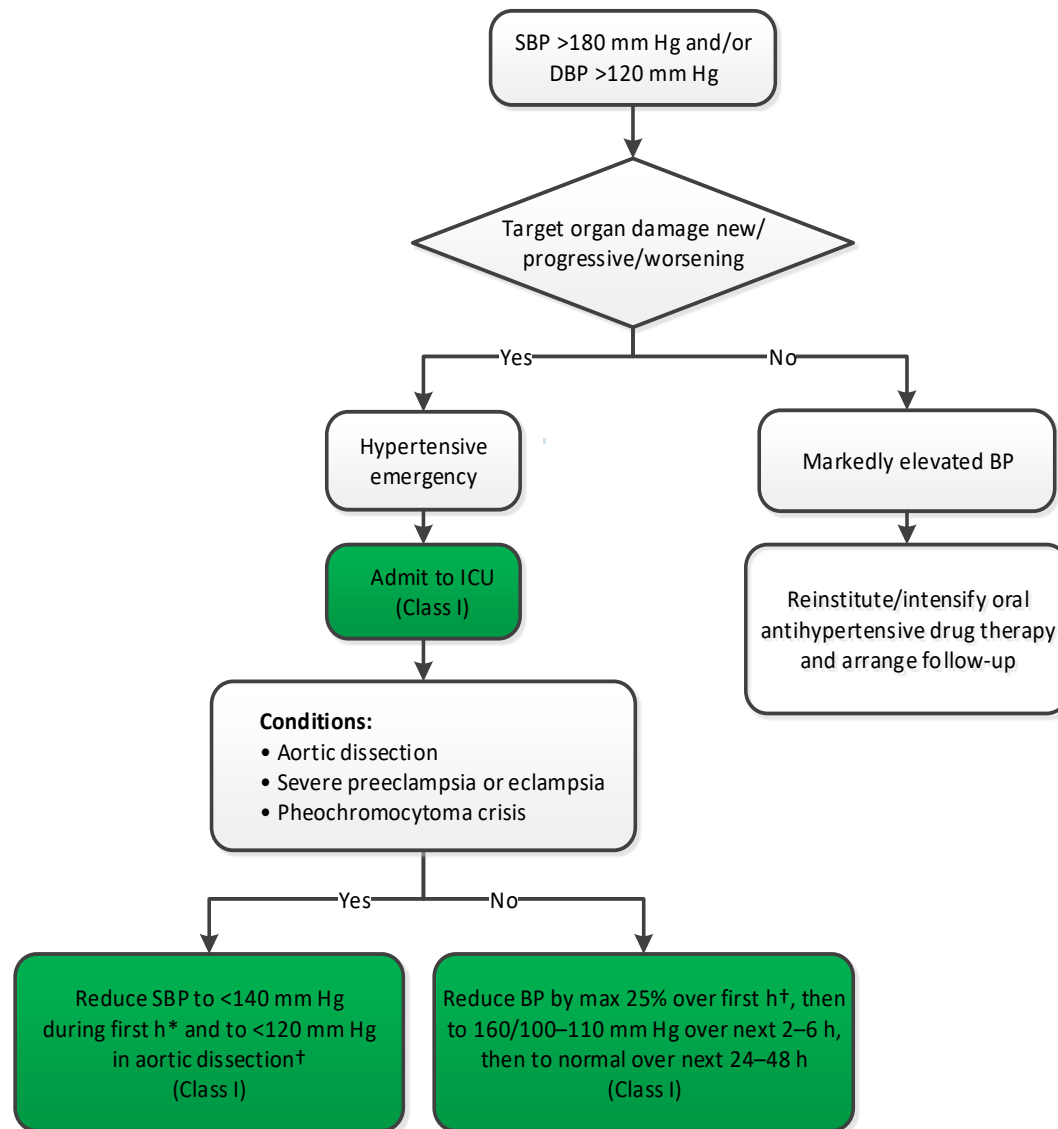 SBP >180 mm Hg and/or
DBP >120 mm Hg
Target organ damage new/
progressive/worsening
Yes
No
Hypertensive
emergency
Markedly elevated BP
Admit to ICU
(Class I)
Reinstitute/intensify oral
antihypertensive drug therapy
and arrange follow-up
Conditions:
• Aortic dissection
• Severe preeclampsia or eclampsia
• Pheochromocytoma crisis
Yes
No
Reduce SBP to <140 mm Hg
during first h* and to <120 mm Hg
in aortic dissection†
(Class I)
Reduce BP by max 25% over first h†, then
to 160/100–110 mm Hg over next 2–6 h,
then to normal over next 24–48 h
(Class I)